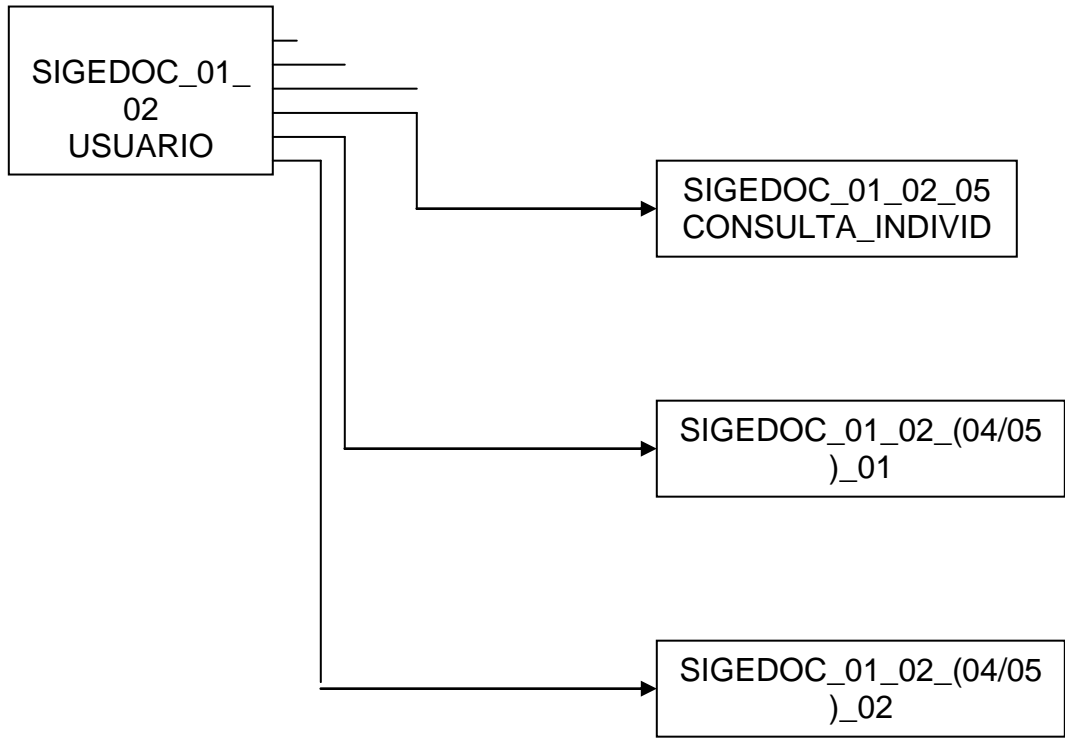 SIGEDOC_01_
02
USUARIO
SIGEDOC_01_02_05
CONSULTA_INDIVID
SIGEDOC_01_02_(04/05
)_01
SIGEDOC_01_02_(04/05
)_02